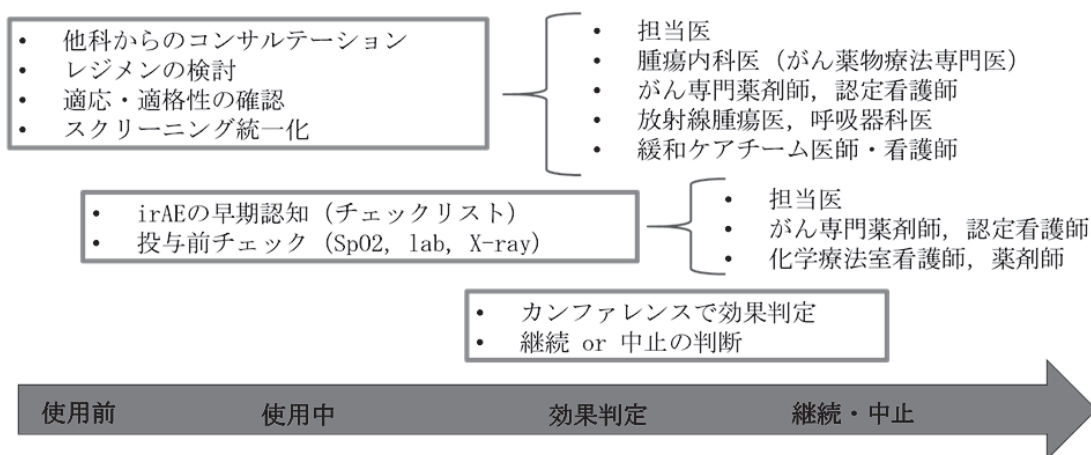 • 他科からのコンサルテーション
• レジメンの検討
• 適応・適格性の確認
• スクリーニング統一化
• 担当医
• 腫瘍内科医（がん薬物療法専門医）
• がん専門薬剤師，認定看護師
• 放射線腫瘍医，呼吸器科医
• 緩和ケアチーム医師・看護師
• irAEの早期認知（チェックリスト）
• 投与前チェック（SpO2, lab, X-ray）
• 担当医
• がん専門薬剤師，認定看護師
• 化学療法室看護師，薬剤師
• カンファレンスで効果判定
• 継続 or 中止の判断
使用前 使用中 効果判定 継続・中止